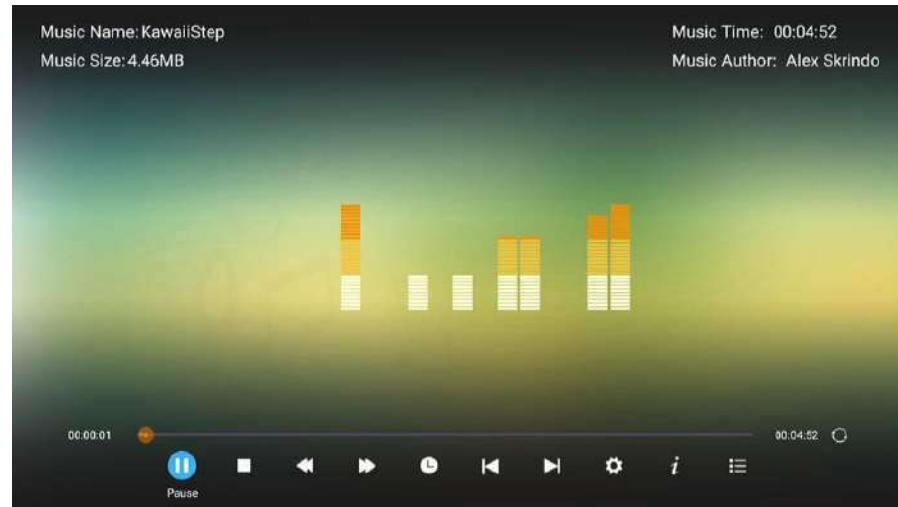 Music Name: KawaiiStep
Music Size: 4.46MB
Music Time: 00:04:52
Music Author: Alex Skrindo
00:00:01
00:04:52
Pause